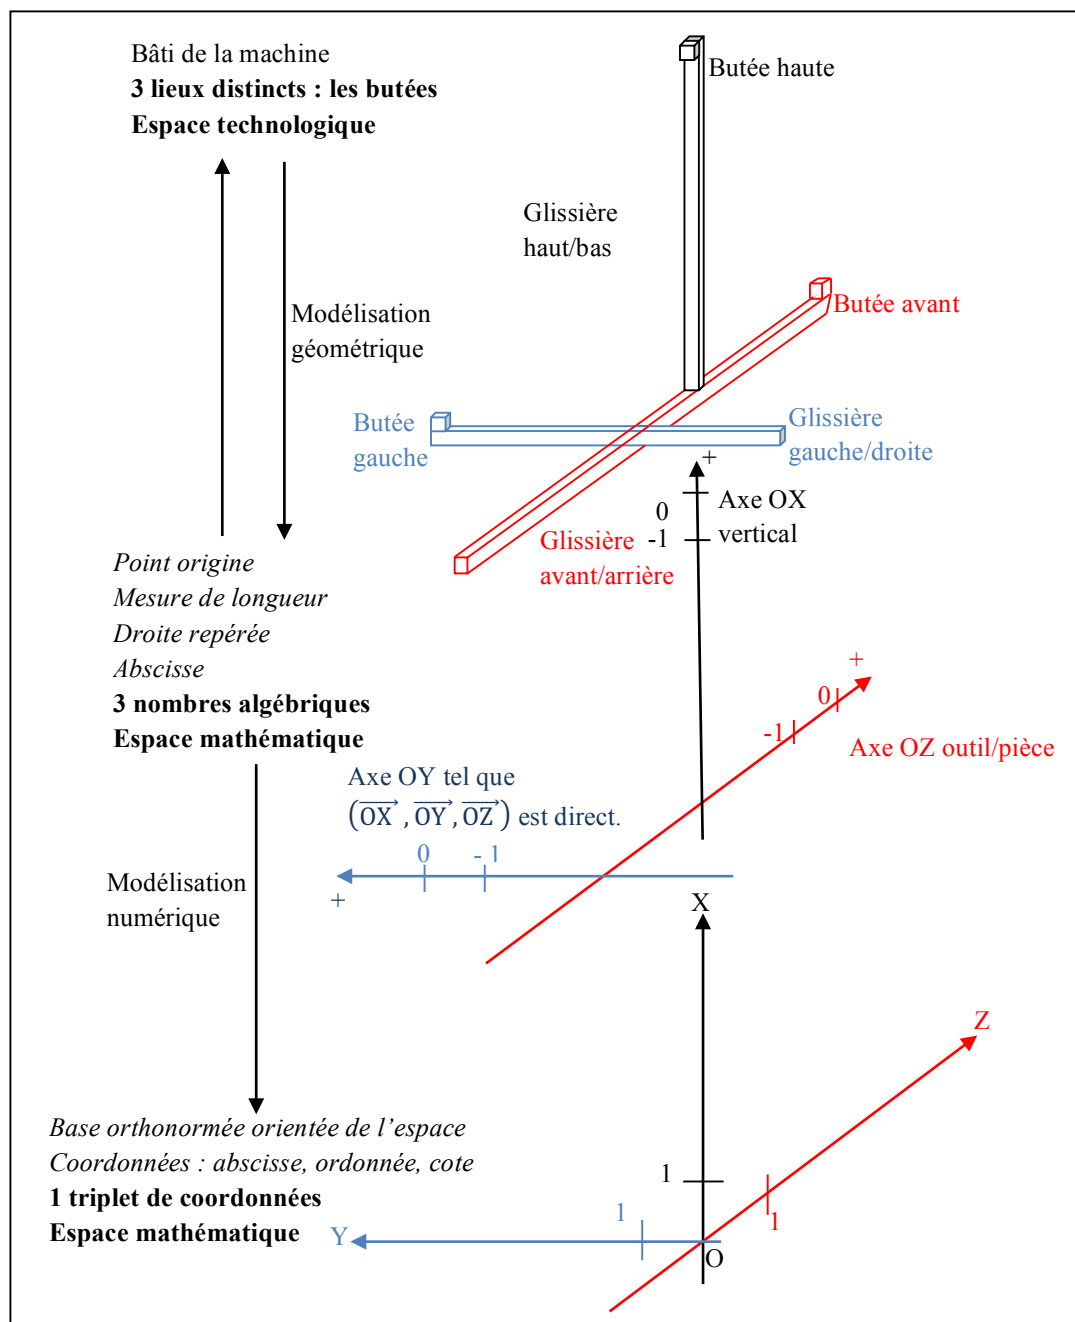 Bâti de la machine
3 lieux distincts : les butées
Espace technologique
Butée haute
Glissière
haut/bas
Butée avant
Modélisation
géométrique
Butée
gauche
Glissière
gauche/droite
+
Axe OX
vertical
0
-1
Glissière
avant/arrière
Point origine
Mesure de longueur
Droite repérée
Abscisse
3 nombres algébriques
Espace mathématique
+
0
-1
Axe OZ outil/pièce
Axe OY tel que
(OX , OY, OZ ) est direct.
0
- 1
+
Modélisation
numérique
X
Z
Base orthonormée orientée de l’espace
Coordonnées : abscisse, ordonnée, cote
1 triplet de coordonnées
Espace mathématique
1
1
1
Y
O